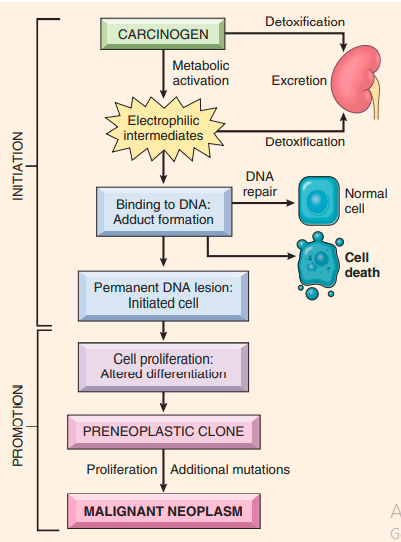 CARCINOGEN
Detoxification
Metabolic
activation
Excretion
Electrophilic
intermediates
Detoxification
INITIATION
Binding to DNA:
Adduct formation
DNA
repair
Normal
cell
Cell
death
Permanent DNA lesion:
Initiated cell
PROMOTION
Cell proliferation:
Altered differentiation
PRENEOPLASTIC CLONE
Proliferation
Additional mutations
MALIGNANT NEOPLASM
A
G